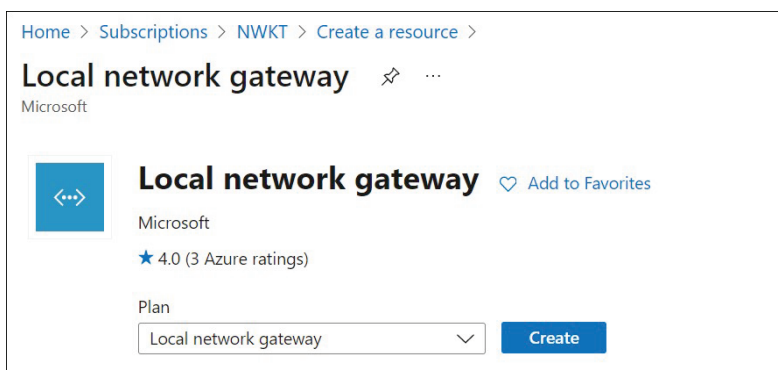 Home > Subscriptions > NWKT > Create a resource >
Local network gateway ...
Microsoft
Local network gateway Add to Favorites
Microsoft
4.0 (3 Azure ratings)
Plan
Local network gateway Create